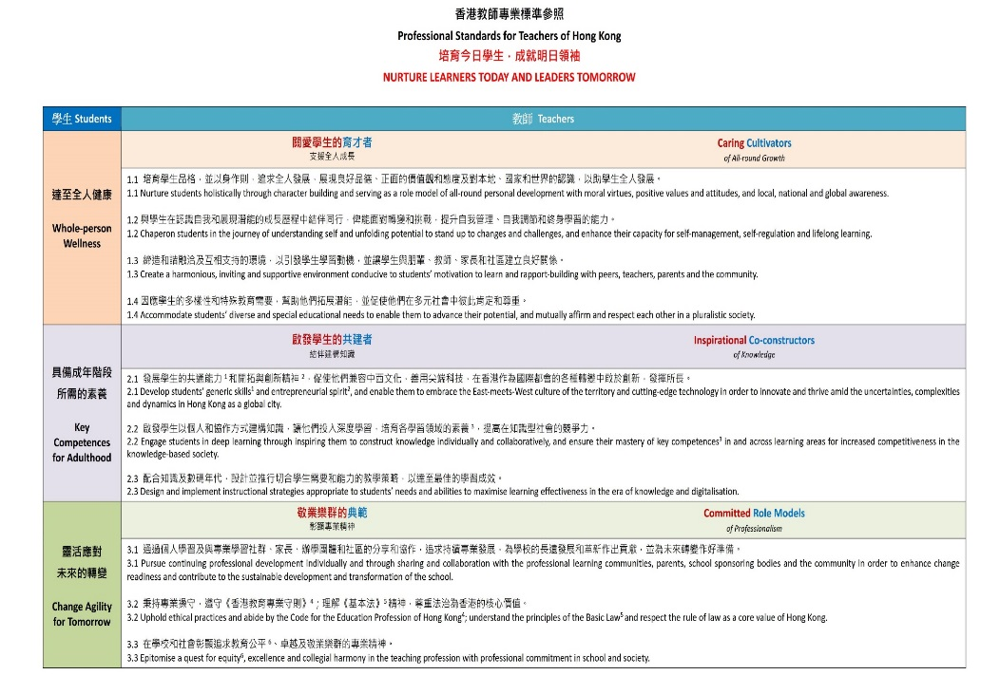 香港教師專業標準參照
Professional Standards for Teachers of Hong Kong
培育今日學生，成就明日領袖
NURTURE LEARNERS TODAY AND LEADERS TOMORROW
學生 Students
教師 Teachers
達至全人健康
Whole-person
Wellness
關愛學生的育才者
支援全人成長
Caring Cultivators
of All-round Growth
1.1 培育學生品格，並以身作則，追求全人發展，展現良好品德、正面的價值觀和態度及對本地、國家和世界的認識，以助學生全人發展。
1.1 Nurture students holistically through character building and serving as a role model of all-round personal development with moral virtues, positive values and attitudes, and local, national and global awareness.
1.2 與學生在認識自我和展現潛能的成長歷程中結伴同行，俾能面對轉變和挑戰，提升自我管理、自我調節和終身學習的能力。
1.2 Chaperon students in the journey of understanding self and unfolding potential to stand up to changes and challenges, and enhance their capacity for self-management, self-regulation and lifelong learning.
1.3 締造和諧融洽及互相支持的環境，以引發學生學習動機，並讓學生與朋輩、教師、家長和社區建立良好關係。
1.3 Create a harmonious, inviting and supportive environment conducive to students' motivation to learn and rapport-building with peers, teachers, parents and the community.
1.4 因應學生的多樣性和特殊教育需要，幫助他們拓展潛能，並促使他們在多元社會中彼此肯定和尊重。
1.4 Accommodate students' diverse and special educational needs to enable them to advance their potential, and mutually affirm and respect each other in a pluralistic society.
具備成年階段
所需的素養
Key
Competences
for Adulthood
啟發學生的共建者
結伴建構知識
Inspirational Co-constructors
of Knowledge
2.1 發展學生的共通能力¹和開拓與創新精神²，促使他們兼容中西文化，善用尖端科技，在香港作為國際都會的各種轉變中敢於創新，發揮所長。
2.1 Develop students' generic skills¹ and entrepreneurial spirit², and enable them to embrace the East-meets-West culture of the territory and cutting-edge technology in order to innovate and thrive amid the uncertainties, complexities
and dynamics in Hong Kong as a global city.
2.2 啟發學生以個人和協作方式建構知識，讓他們投入深度學習，培育各學習領域的素養³，提高在知識型社會的競爭力。
2.2 Engage students in deep learning through inspiring them to construct knowledge individually and collaboratively, and ensure their mastery of key competences³ in and across learning areas for increased competitiveness in the
knowledge-based society.
2.3 配合知識及數碼年代，設計並推行切合學生需要和能力的教學策略，以達至最佳的學習成效。
2.3 Design and implement instructional strategies appropriate to students' needs and abilities to maximise learning effectiveness in the era of knowledge and digitalisation.
靈活應對
未來的轉變
Change Agility
for Tomorrow
敬業樂群的典範
彰顯專業精神
Committed Role Models
of Professionalism
3.1 通過個人學習及與專業學習社群、家長、辦學團體和社區的分享和協作，追求持續專業發展，為學校的長遠發展和革新作出貢獻，並為未來轉變作好準備。
3.1 Pursue continuing professional development individually and through sharing and collaboration with the professional learning communities, parents, school sponsoring bodies and the community in order to enhance change
readiness and contribute to the sustainable development and transformation of the school.
3.2 秉持專業操守，遵守《香港教育專業守則》⁴；理解《基本法》⁵精神，尊重法治為香港的核心價值。
3.2 Uphold ethical practices and abide by the Code for the Education Profession of Hong Kong⁴; understand the principles of the Basic Law⁵ and respect the rule of law as a core value of Hong Kong.
3.3 在學校和社會彰顯追求教育公平⁶、卓越及敬業樂群的專業精神。
3.3 Epitomise a quest for equity⁶, excellence and collegial harmony in the teaching profession with professional commitment in school and society.